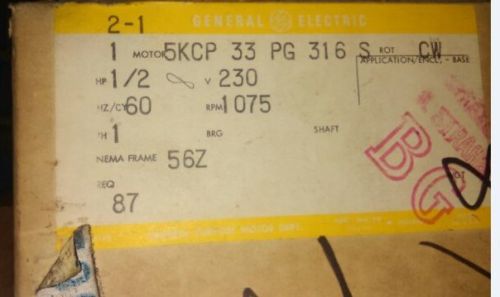 2-1 GENERAL ELECTRIC
1 MOTOR 5KCP 33 PG 316 S ROT CW
HP 1/2 V 230 APPLICATION/ENCL. - BASE
HZ/CY 60 RPM 1075
PH 1 BRG SHAFT
NEMA FRAME 56Z
REQ
87
BG